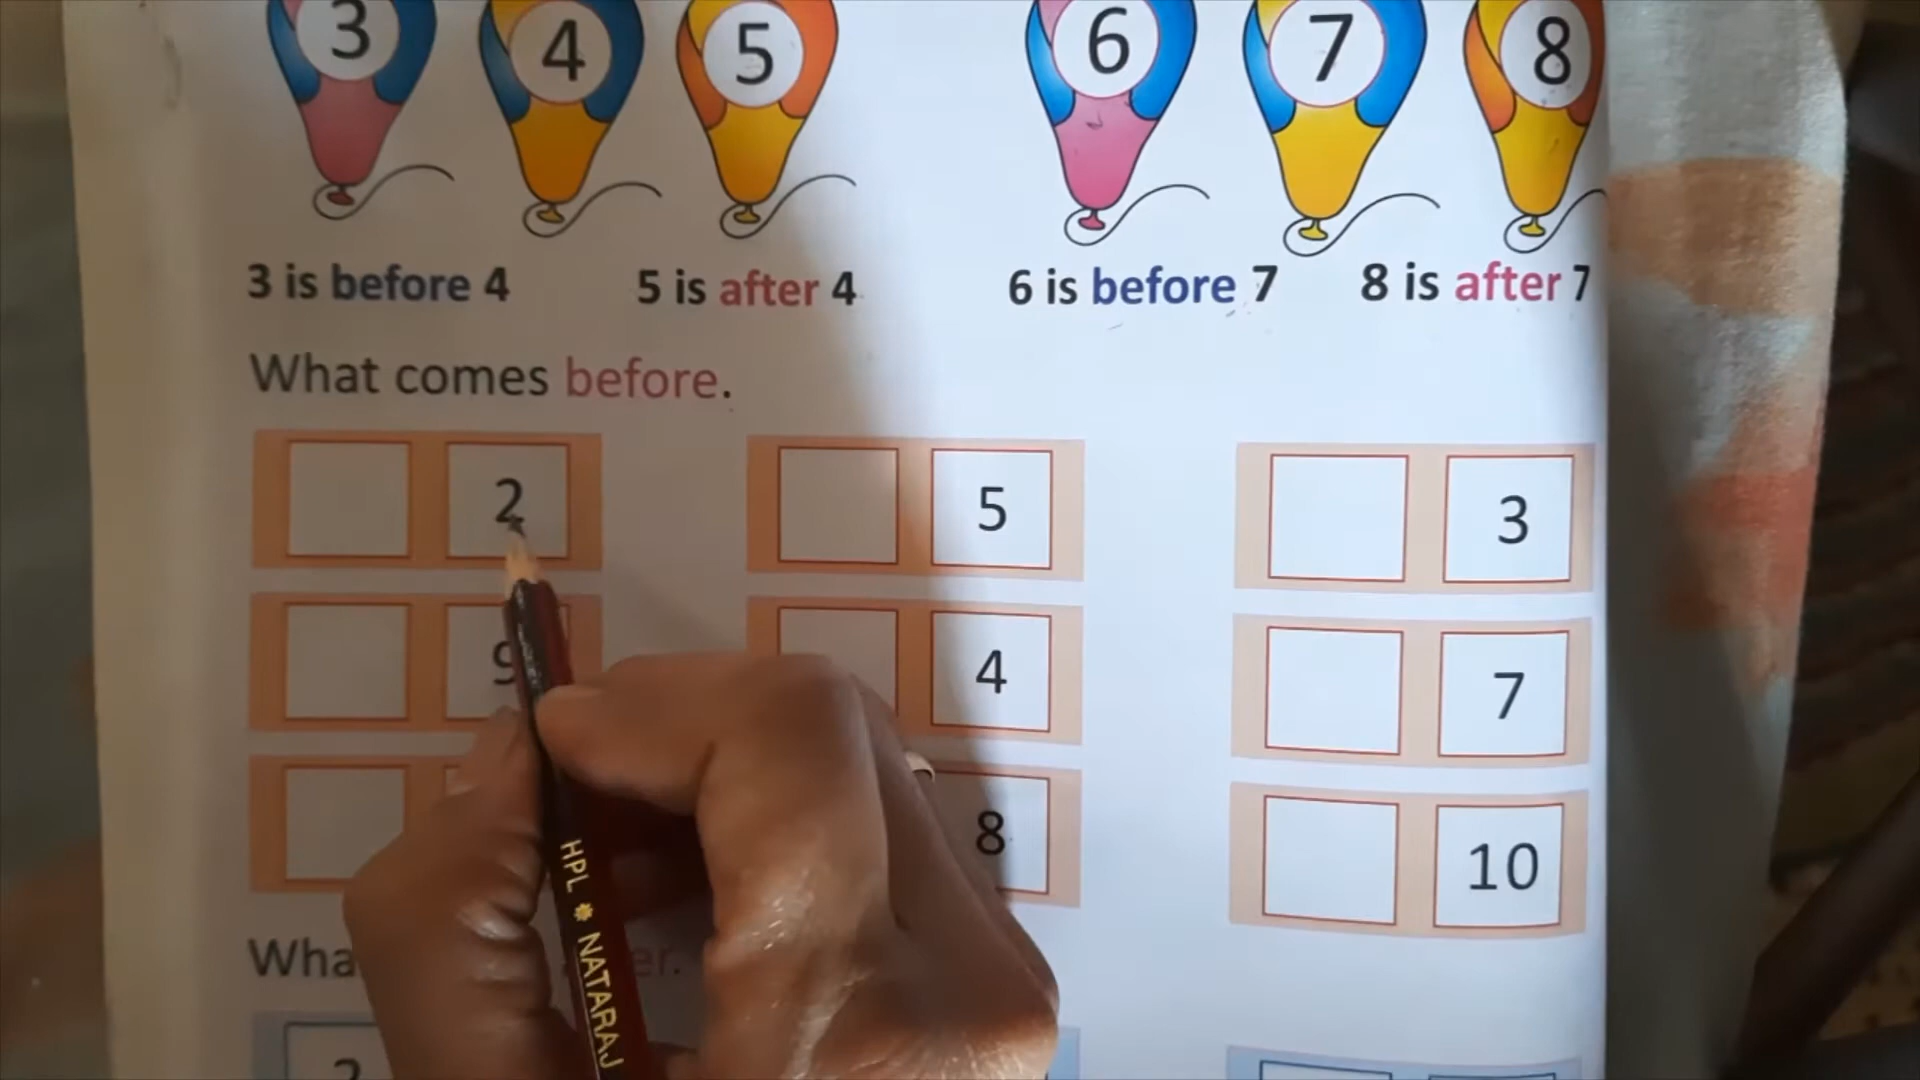 3 4 5 6 7 8
3 is before 4 5 is after 4 6 is before 7 8 is after 7
What comes before.
2 5 3
9 4 7
8 10
HPL NATARAJ